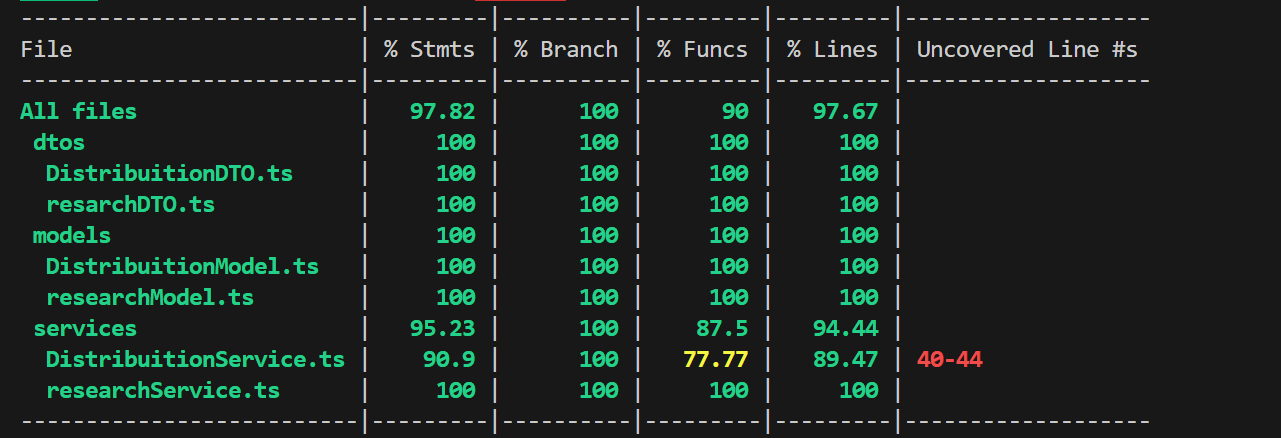 ---------------------------|---------|----------|---------|---------|-------------------
File                       | % Stmts | % Branch | % Funcs | % Lines | Uncovered Line #s
---------------------------|---------|----------|---------|---------|-------------------
All files                  |   97.82 |      100 |      90 |   97.67 |
 dtos                      |     100 |      100 |     100 |     100 |
  DistribuitionDTO.ts      |     100 |      100 |     100 |     100 |
  resarchDTO.ts            |     100 |      100 |     100 |     100 |
 models                    |     100 |      100 |     100 |     100 |
  DistribuitionModel.ts    |     100 |      100 |     100 |     100 |
  researchModel.ts         |     100 |      100 |     100 |     100 |
 services                  |   95.23 |      100 |    87.5 |   94.44 |
  DistribuitionService.ts  |    90.9 |      100 |   77.77 |   89.47 | 40-44
  researchService.ts       |     100 |      100 |     100 |     100 |
---------------------------|---------|----------|---------|---------|-------------------